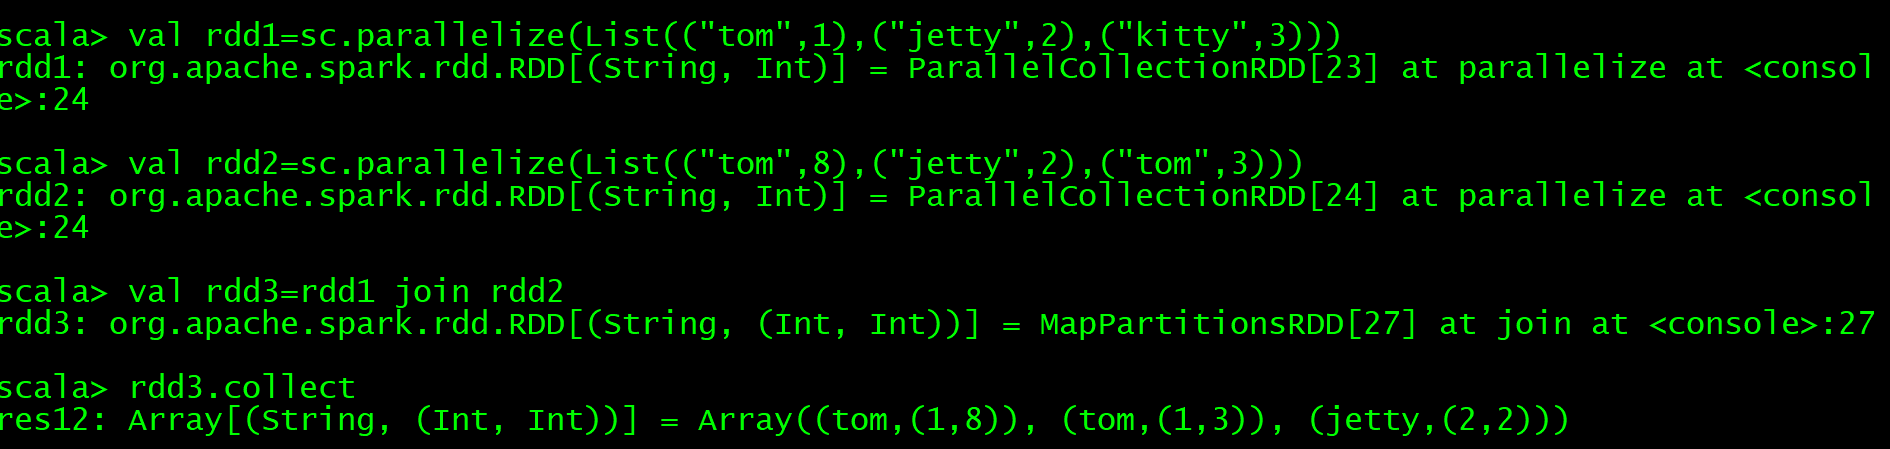 scala> val rdd1=sc.parallelize(List(("tom",1),("jetty",2),("kitty",3)))
rdd1: org.apache.spark.rdd.RDD[(String, Int)] = ParallelCollectionRDD[23] at parallelize at <consol
e>:24
scala> val rdd2=sc.parallelize(List(("tom",8),("jetty",2),("tom",3)))
rdd2: org.apache.spark.rdd.RDD[(String, Int)] = ParallelCollectionRDD[24] at parallelize at <consol
e>:24
scala> val rdd3=rdd1 join rdd2
rdd3: org.apache.spark.rdd.RDD[(String, (Int, Int))] = MapPartitionsRDD[27] at join at <console>:27
scala> rdd3.collect
res12: Array[(String, (Int, Int))] = Array((tom,(1,8)), (tom,(1,3)), (jetty,(2,2)))